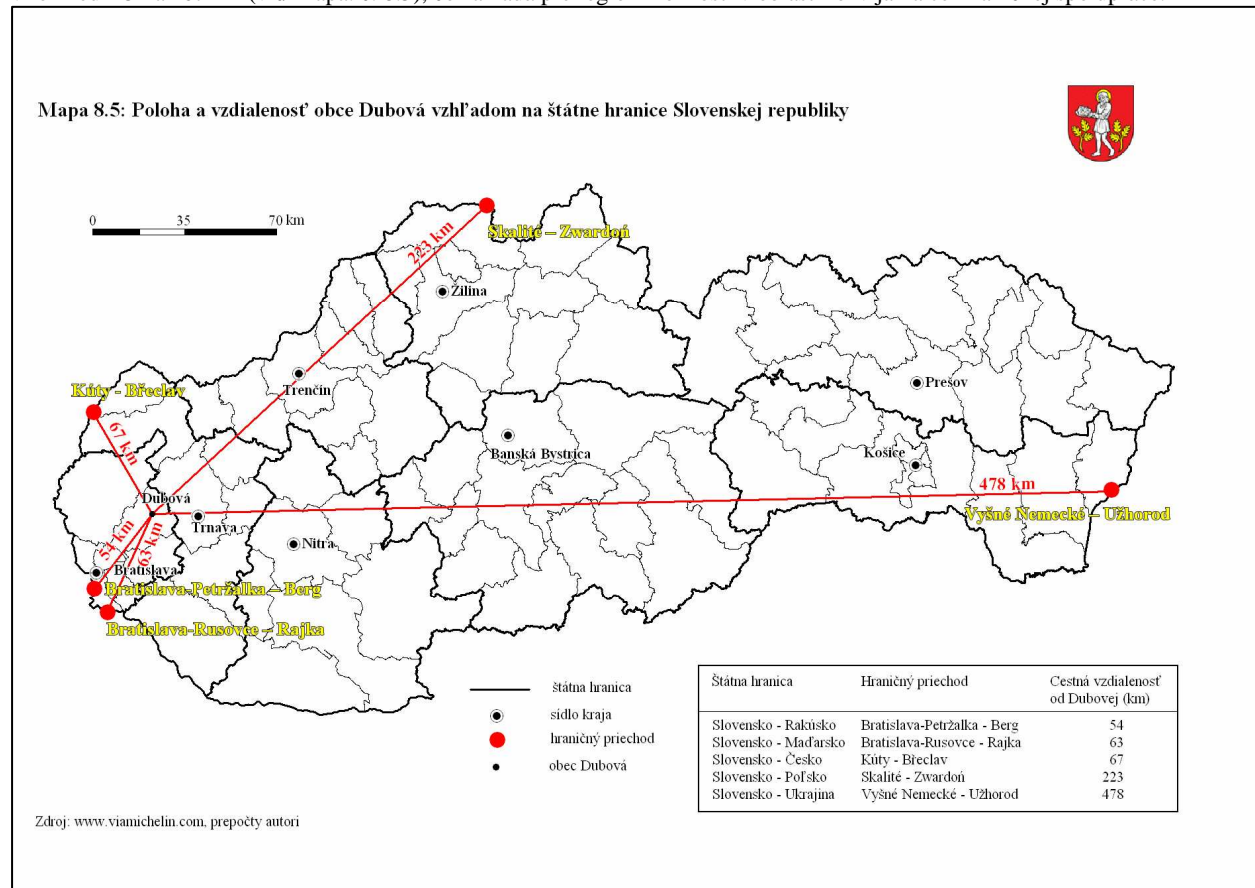 Mapa 8.5: Poloha a vzdialenosť obce Dubová vzhľadom na štátne hranice Slovenskej republiky
0 35 70 km
Skalité – Zwardoń
223 km
Žilina
Trenčín
Prešov
Kúty - Břeclav
67 km
Banská Bystrica
Košice
478 km
Dubová
Vyšné Nemecké – Užhorod
Trnava
54 km
63 km
Nitra
Bratislava
Bratislava-Petržalka – Berg
Bratislava-Rusovce – Rajka
štátna hranica
sídlo kraja
hraničný priechod
obec Dubová
Štátna hranica Hraničný priechod Cestná vzdialenosť
od Dubovej (km)
Slovensko - Rakúsko Bratislava-Petržalka - Berg 54
Slovensko - Maďarsko Bratislava-Rusovce - Rajka 63
Slovensko - Česko Kúty - Břeclav 67
Slovensko - Poľsko Skalité - Zwardoń 223
Slovensko - Ukrajina Vyšné Nemecké - Užhorod 478
Zdroj: www.viamichelin.com, prepočty autori